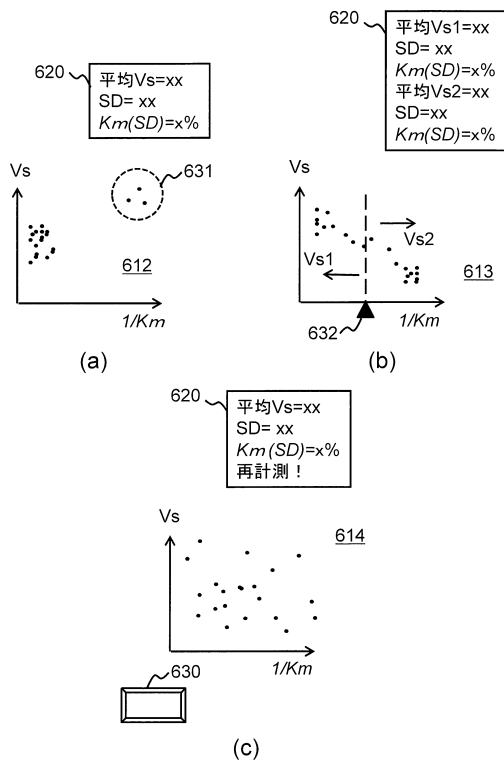 620
平均Vs=xx
SD= xx
Km(SD)=x%
Vs
631
612
1/Km
(a)
620
平均Vs1=xx
SD= xx
Km(SD)=x%
平均Vs2=xx
SD=xx
Km(SD)=x%
Vs
Vs2
Vs1
613
632
1/Km
(b)
620
平均Vs=xx
SD= xx
Km(SD)=x%
再計測！
Vs
614
1/Km
630
(c)